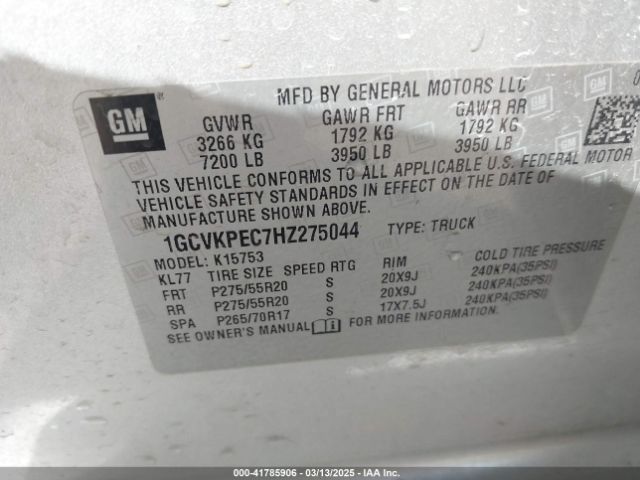 MFD BY GENERAL MOTORS LLC
GM
GVWR GAWR FRT GAWR RR
3266 KG 1792 KG 1792 KG
7200 LB 3950 LB 3950 LB
THIS VEHICLE CONFORMS TO ALL APPLICABLE U.S. FEDERAL MOTOR
VEHICLE SAFETY STANDARDS IN EFFECT ON THE DATE OF
MANUFACTURE SHOWN ABOVE.
1GCVKPEC7HZ275044 TYPE: TRUCK
MODEL: K15753
KL77 TIRE SIZE SPEED RTG RIM COLD TIRE PRESSURE
FRT P275/55R20 S 20X9J 240KPA(35PSI)
RR P275/55R20 S 20X9J 240KPA(35PSI)
SPA P265/70R17 S 17X7.5J 240KPA(35PSI)
SEE OWNER'S MANUAL FOR MORE INFORMATION.
000-41785906 - 03/13/2025 - IAA Inc.